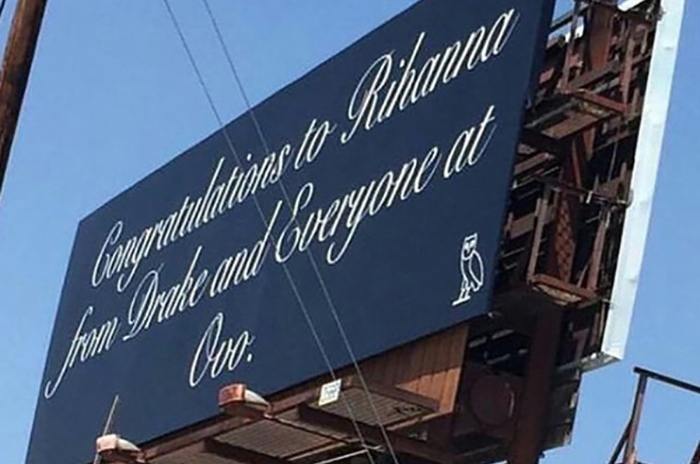 Congratulations to Rihanna
from Drake and Everyone at
Ovo.